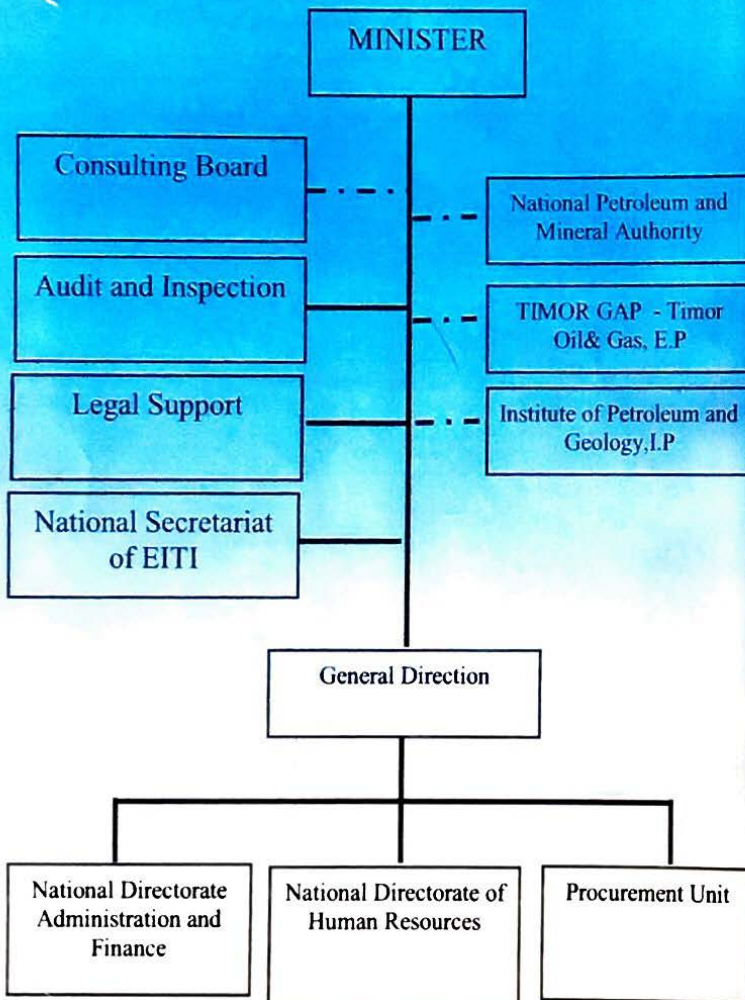 MINISTER
Consulting Board
National Petroleum and
Mineral Authority
Audit and Inspection
TIMOR GAP - Timor
Oil& Gas, E.P
Legal Support
Institute of Petroleum and
Geology,I.P
National Secretariat
of EITI
General Direction
National Directorate
Administration and
Finance
National Directorate of
Human Resources
Procurement Unit